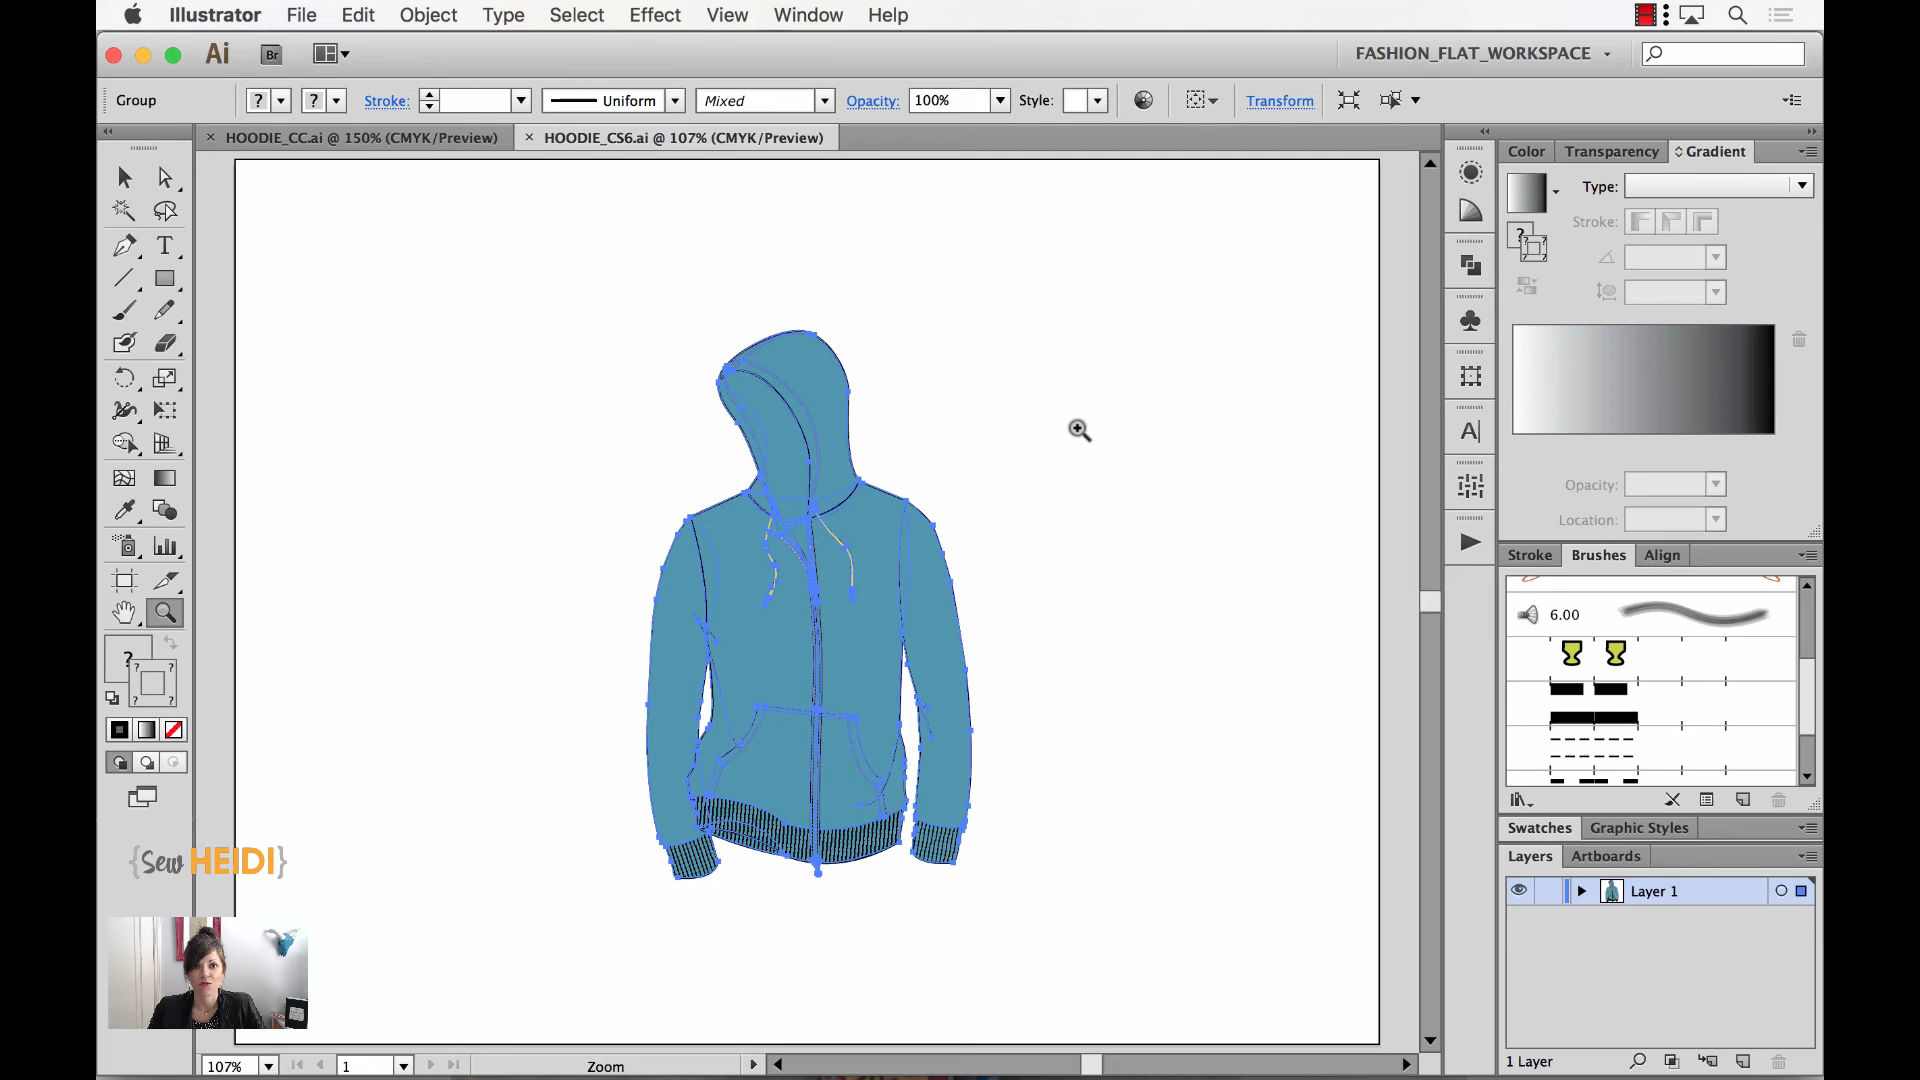 Illustrator File Edit Object Type Select Effect View Window Help
Ai Br FASHION_FLAT_WORKSPACE
Group ? ? Stroke: Uniform Mixed Opacity: 100% Style: Transform
HOODIE_CC.ai @ 150% (CMYK/Preview) HOODIE_CS6.ai @ 107% (CMYK/Preview)
Color Transparency Gradient
Type:
Stroke:
Opacity:
Location:
Stroke Brushes Align
6.00
Swatches Graphic Styles
Layers Artboards
Layer 1
1 Layer
{Sew HEIDI}
107% 1 Zoom